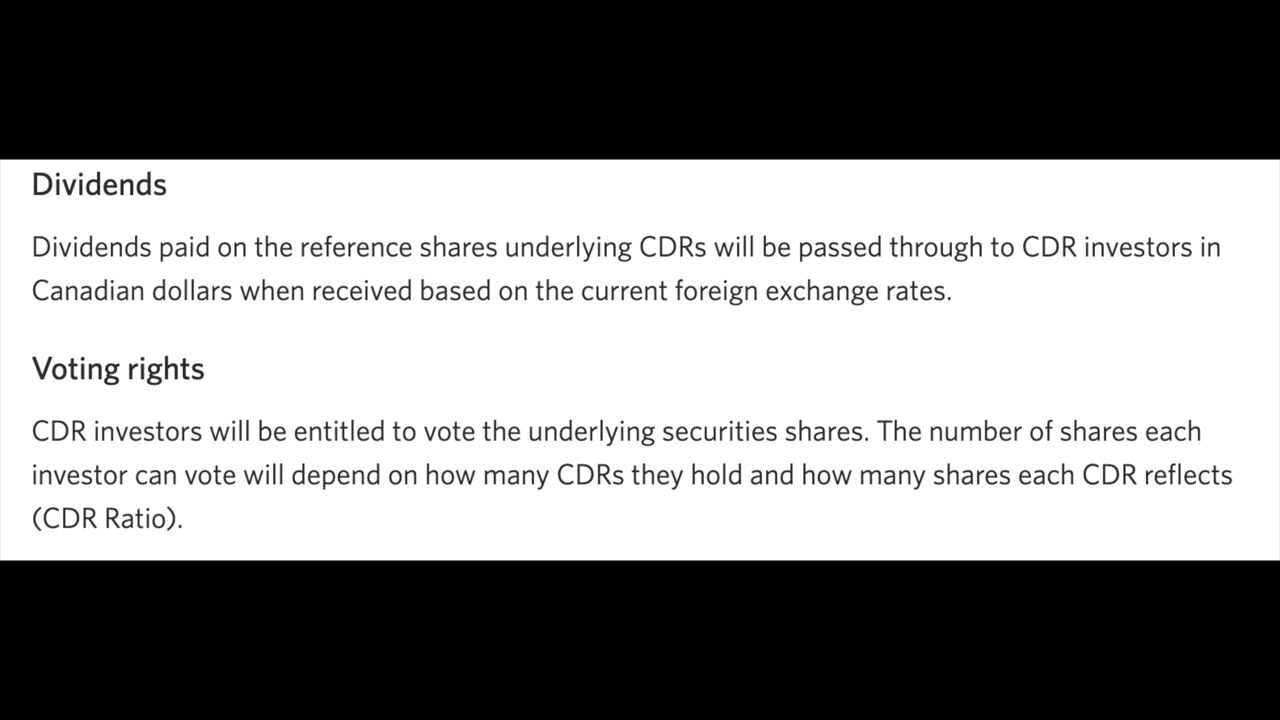 Dividends
Dividends paid on the reference shares underlying CDRs will be passed through to CDR investors in
Canadian dollars when received based on the current foreign exchange rates.
Voting rights
CDR investors will be entitled to vote the underlying securities shares. The number of shares each
investor can vote will depend on how many CDRs they hold and how many shares each CDR reflects
(CDR Ratio).